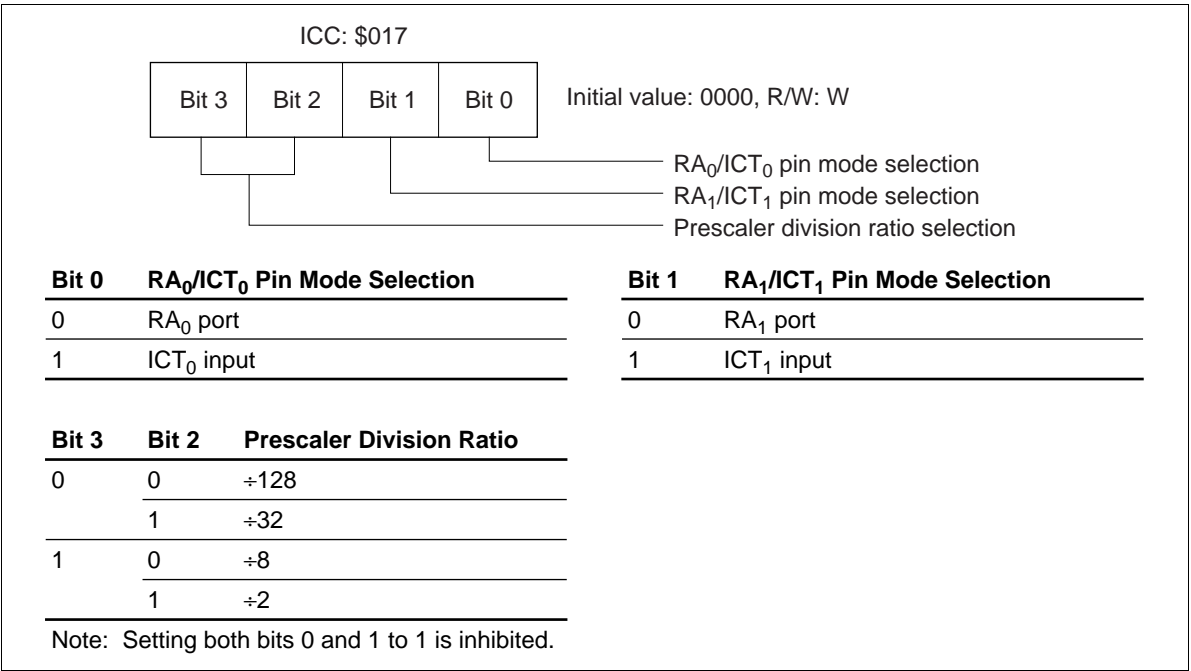 ICC: $017
Bit 3 Bit 2 Bit 1 Bit 0 Initial value: 0000, R/W: W
RA0/ICT0 pin mode selection
RA1/ICT1 pin mode selection
Prescaler division ratio selection
Bit 0 RA0/ICT0 Pin Mode Selection
0 RA0 port
1 ICT0 input
Bit 1 RA1/ICT1 Pin Mode Selection
0 RA1 port
1 ICT1 input
Bit 3 Bit 2 Prescaler Division Ratio
0 0 ÷128
1 ÷32
1 0 ÷8
1 ÷2
Note: Setting both bits 0 and 1 to 1 is inhibited.